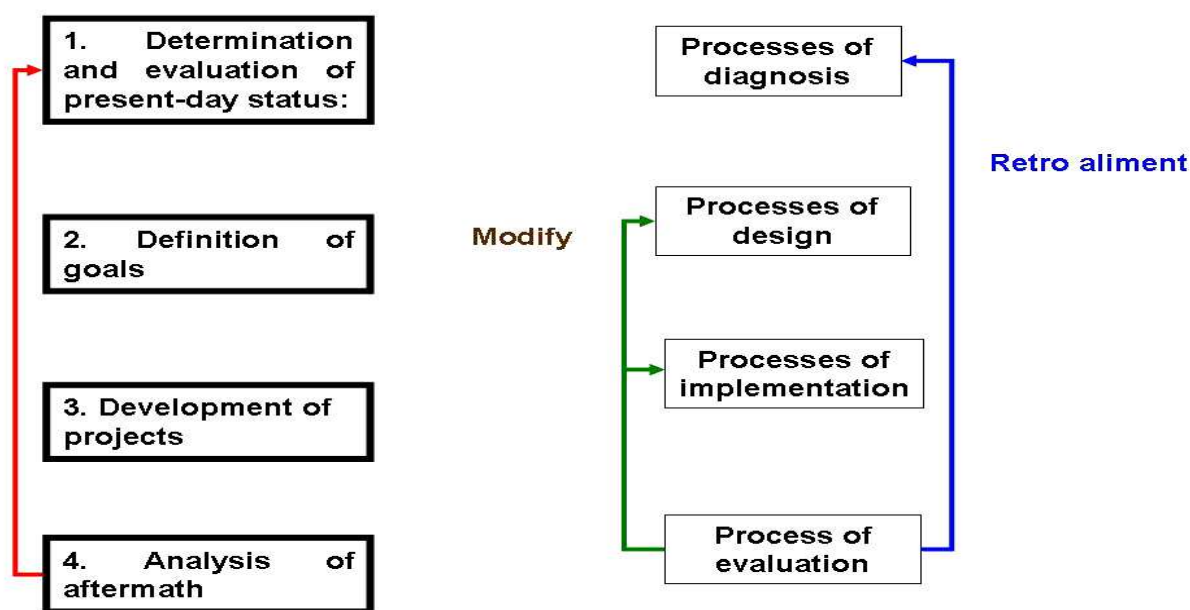 1. Determination
and evaluation of
present-day status:
2. Definition of
goals
3. Development of
projects
4. Analysis of
aftermath
Modify
Processes of
diagnosis
Processes of
design
Processes of
implementation
Process of
evaluation
Retro aliment